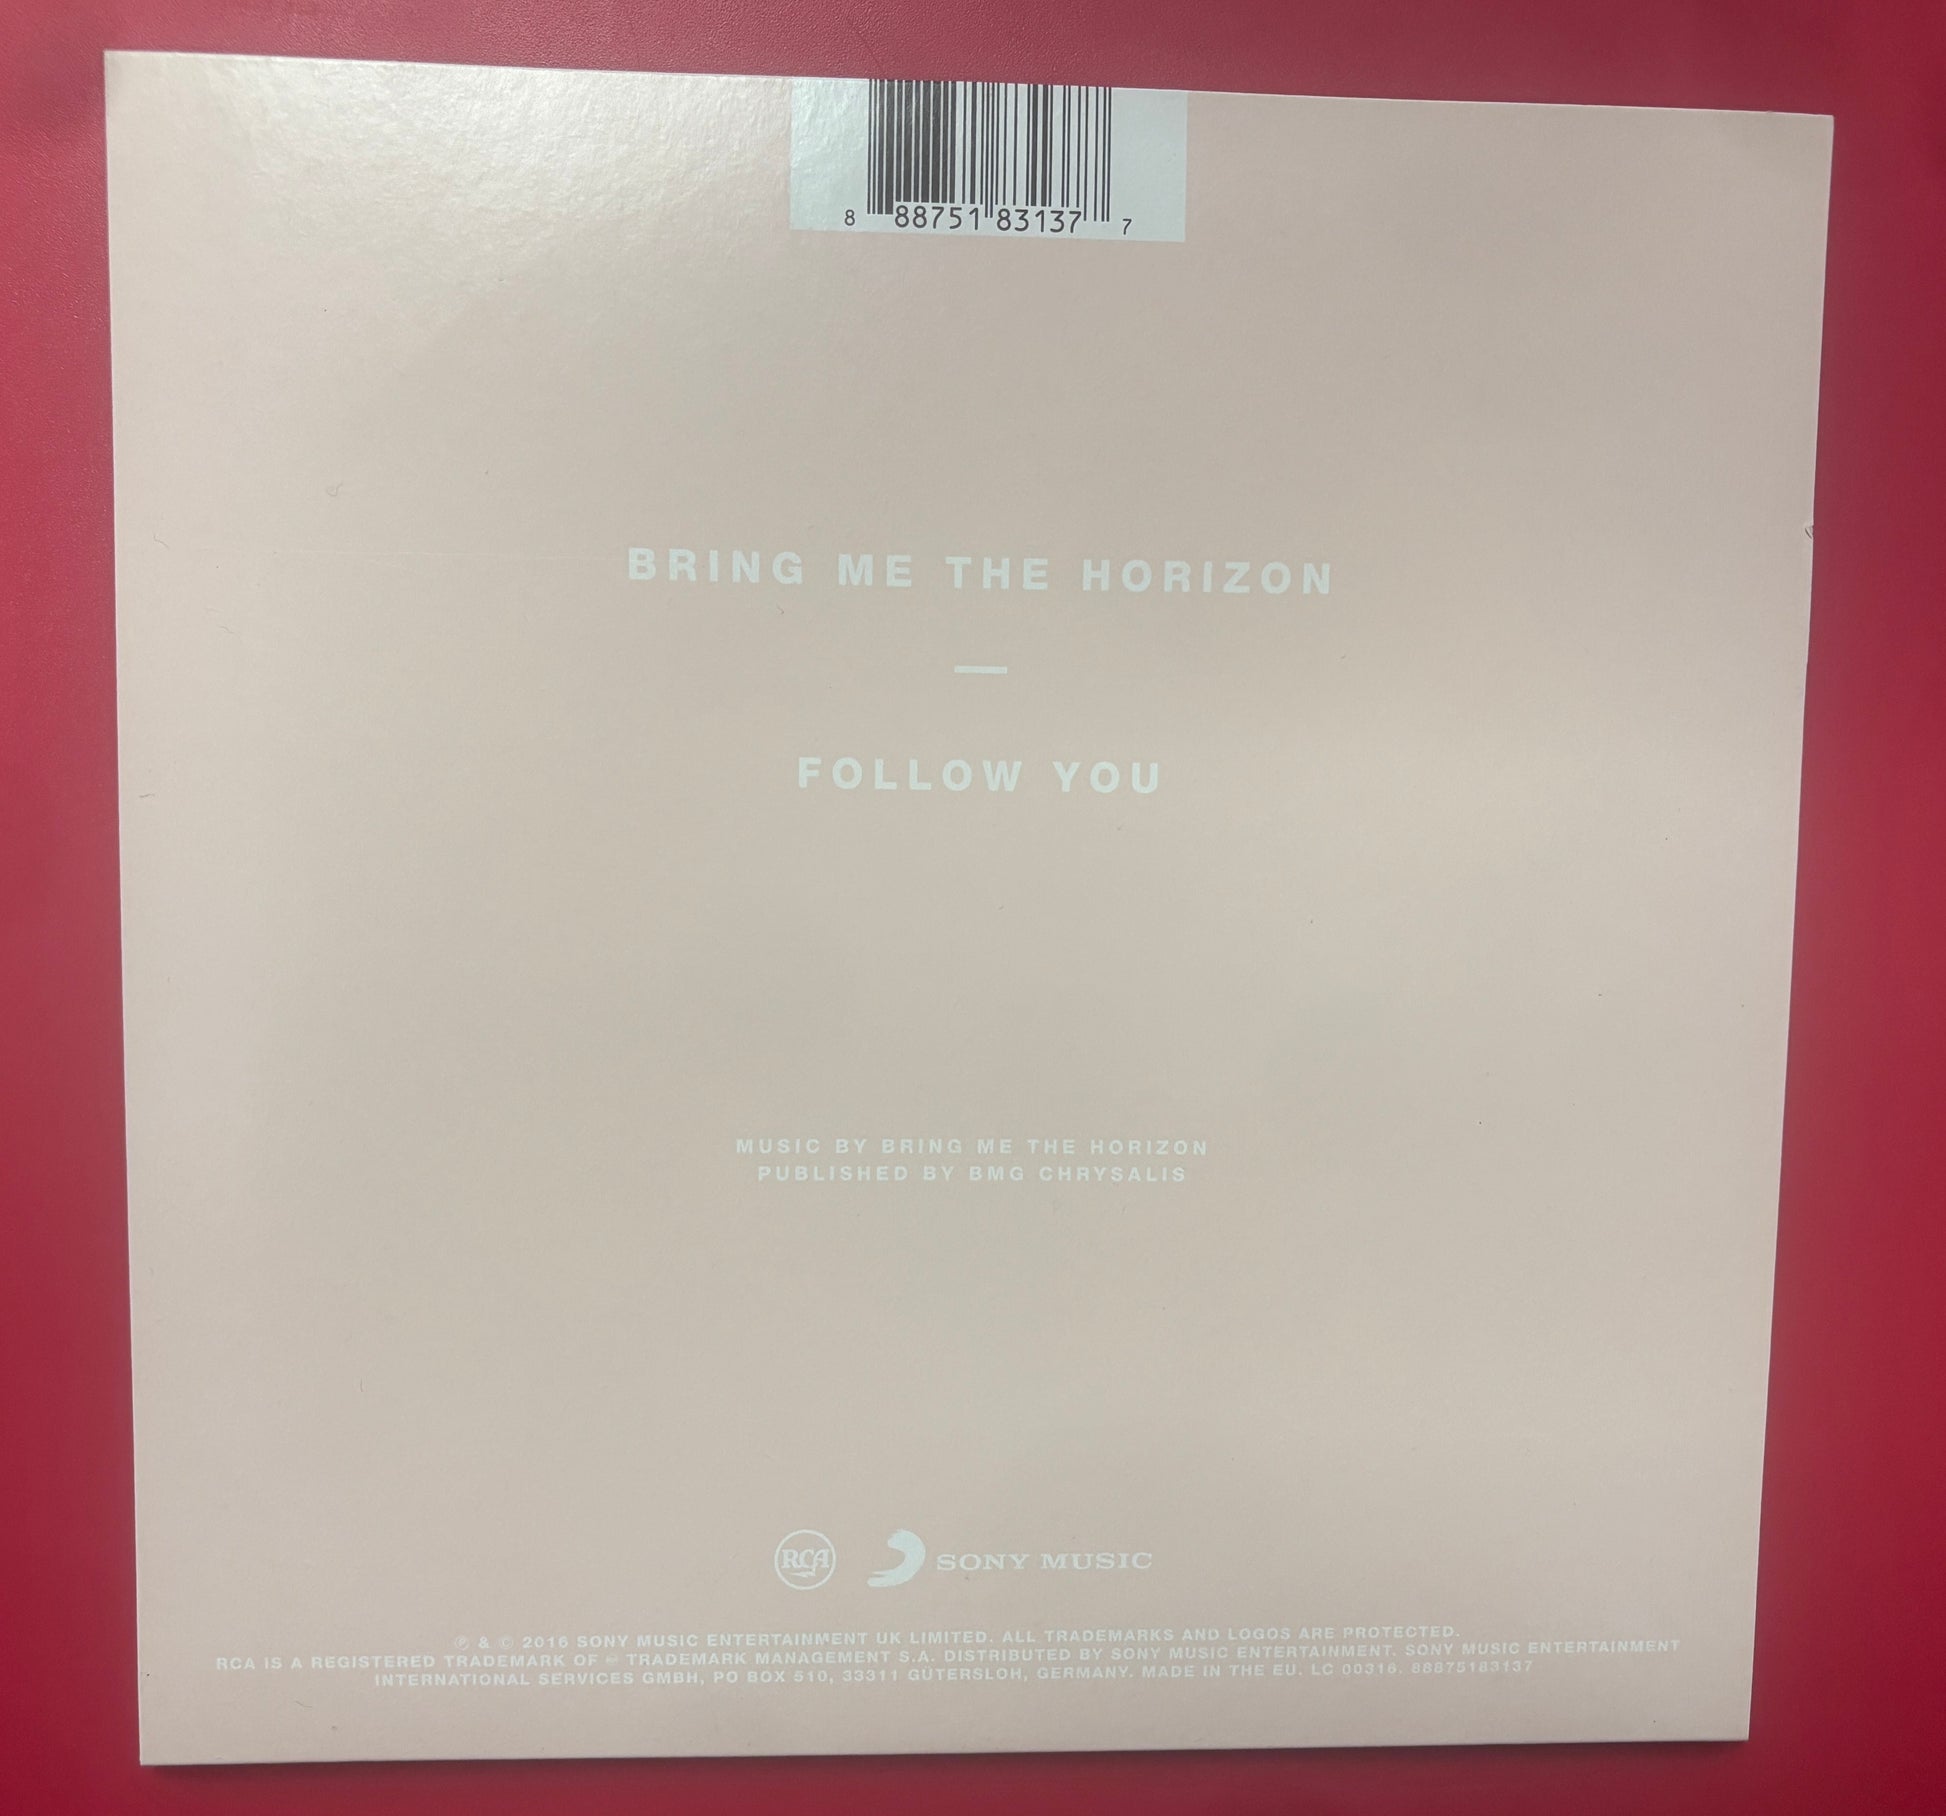 8 88751 83137 7
BRING ME THE HORIZON
—
FOLLOW YOU
MUSIC BY BRING ME THE HORIZON
PUBLISHED BY BMG CHRYSALIS
RCA SONY MUSIC
℗ & © 2016 SONY MUSIC ENTERTAINMENT UK LIMITED. ALL TRADEMARKS AND LOGOS ARE PROTECTED.
RCA IS A REGISTERED TRADEMARK OF TRADEMARK MANAGEMENT S.A. DISTRIBUTED BY SONY MUSIC ENTERTAINMENT. SONY MUSIC ENTERTAINMENT
INTERNATIONAL SERVICES GMBH, PO BOX 510, 33311 GÜTERSLOH, GERMANY. MADE IN THE EU. LC 00316. 88875183137